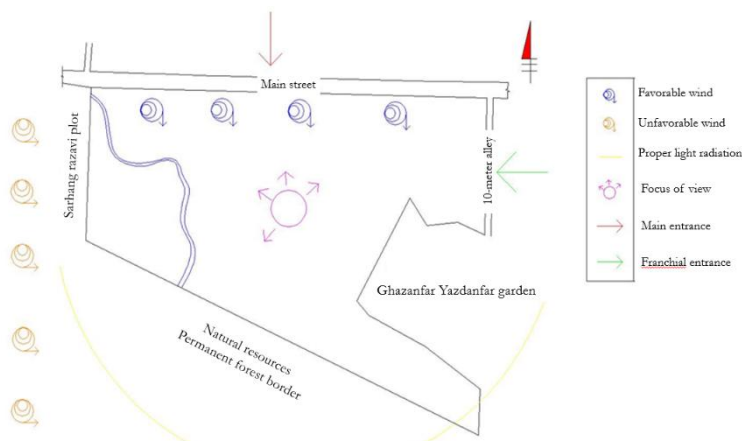 Main street
Sarhang razavi plot
10-meter alley
Ghazanfar Yazdanfar garden
Natural resources
Permanent forest border
Favorable wind
Unfavorable wind
Proper light radiation
Focus of view
Main entrance
Franchial entrance